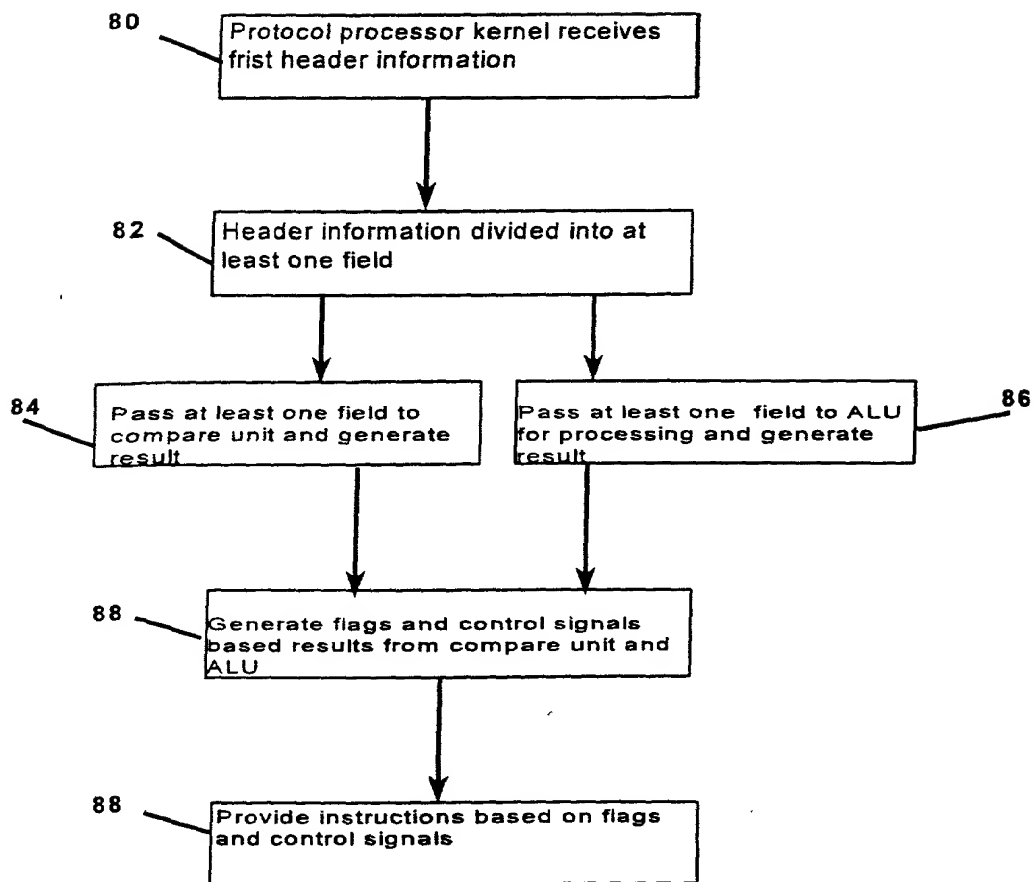 80
Protocol processor kernel receives
frist header information
82
Header information divided into at
least one field
84
Pass at least one field to
compare unit and generate
result
Pass at least one field to ALU
for processing and generate
result
86
88
Generate flags and control signals
based results from compare unit and
ALU
88
Provide instructions based on flags
and control signals